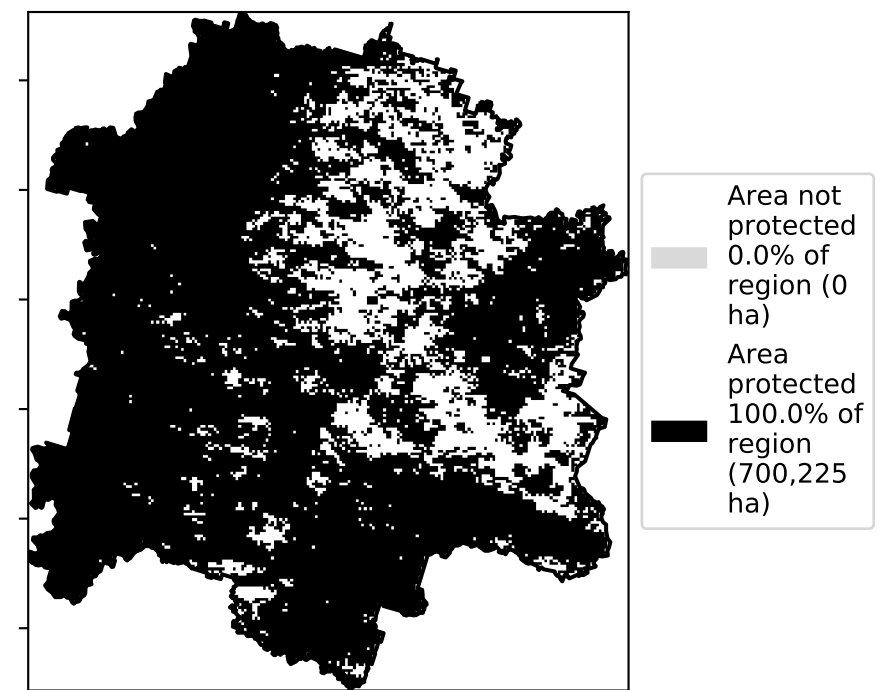 Area not
protected
0.0% of
region (0
ha)
Area
protected
100.0% of
region
(700,225
ha)